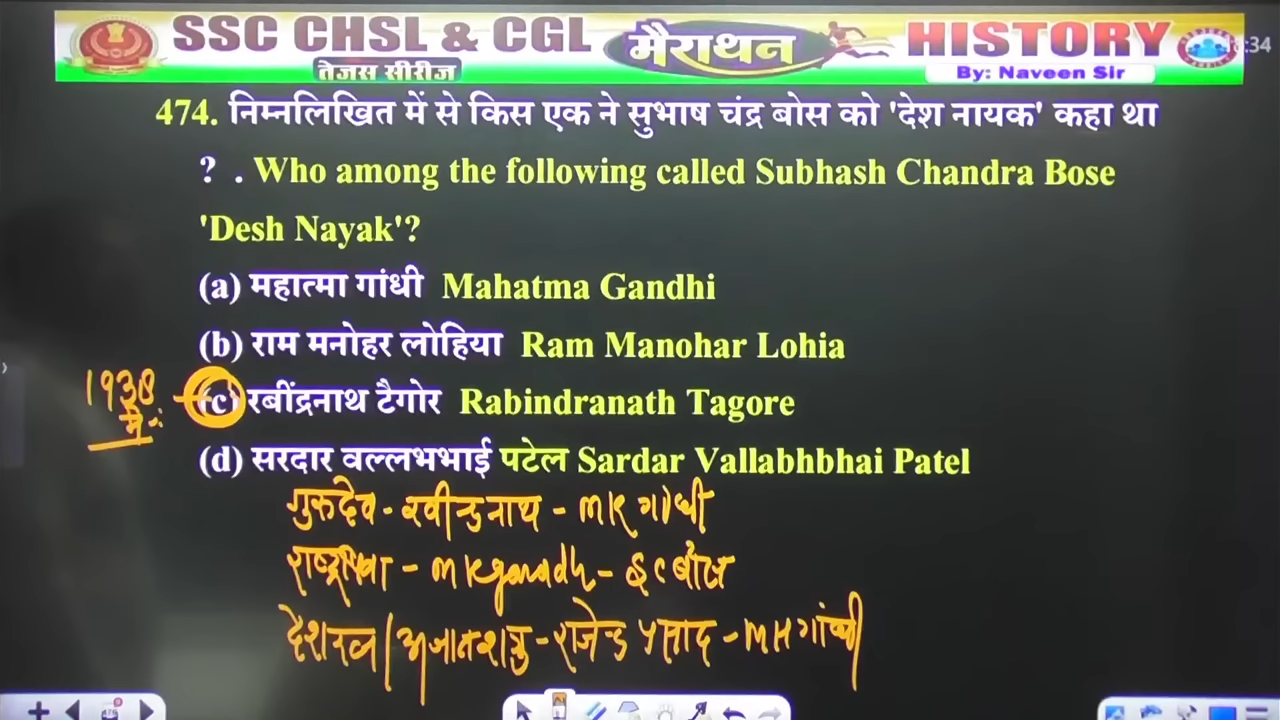 SSC CHSL & CGL मैराथन HISTORY
तेजस सीरीज By: Naveen Sir
474. निम्नलिखित में से किस एक ने सुभाष चंद्र बोस को 'देश नायक' कहा था
? . Who among the following called Subhash Chandra Bose
'Desh Nayak'?
(a) महात्मा गांधी Mahatma Gandhi
(b) राम मनोहर लोहिया Ram Manohar Lohia
1938 (c) रबींद्रनाथ टैगोर Rabindranath Tagore
में
(d) सरदार वल्लभभाई पटेल Sardar Vallabhbhai Patel
गुरुदेव - रवीन्द्रनाथ - MK गांधी
राष्ट्रपिता - MK - SC बोस
देशरत्न / अजातशत्रु - राजेन्द्र प्रसाद - गांधी